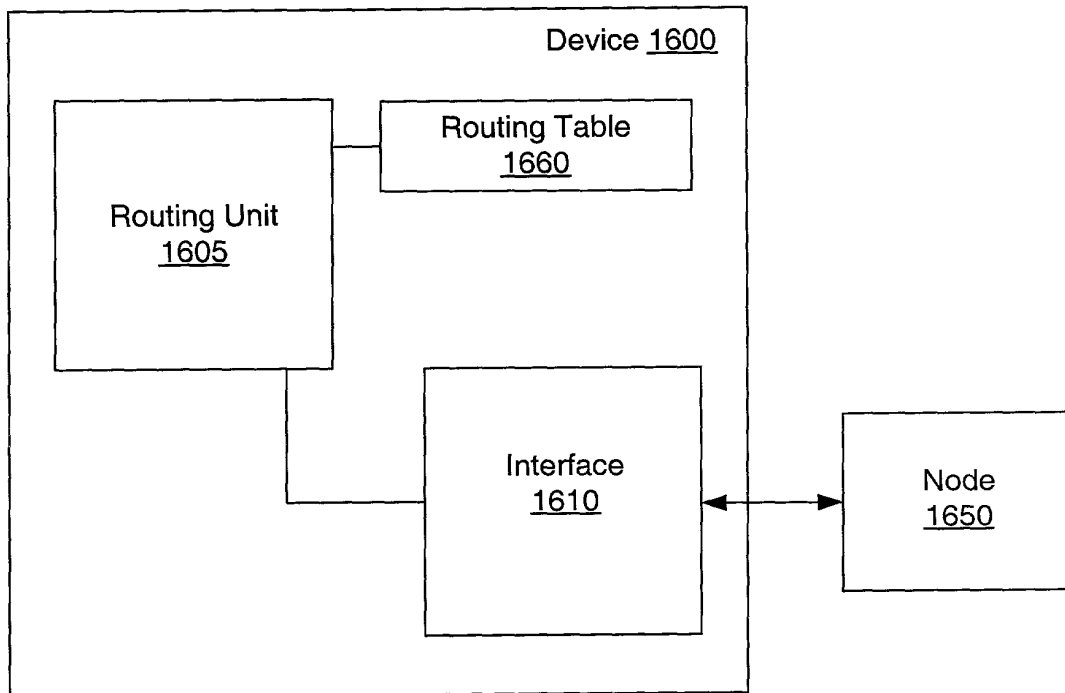 Device 1600
Routing Table
1660
Routing Unit
1605
Interface
1610
Node
1650